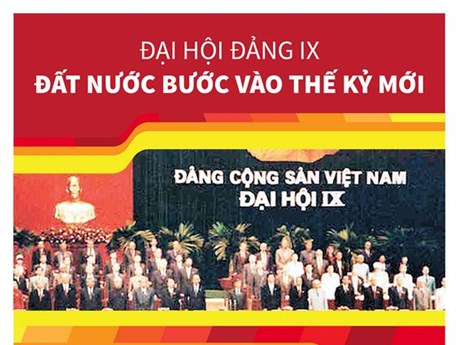 ĐẠI HỘI ĐẢNG IX
ĐẤT NƯỚC BƯỚC VÀO THẾ KỶ MỚI
ĐẢNG CỘNG SẢN VIỆT NAM
ĐẠI HỘI IX